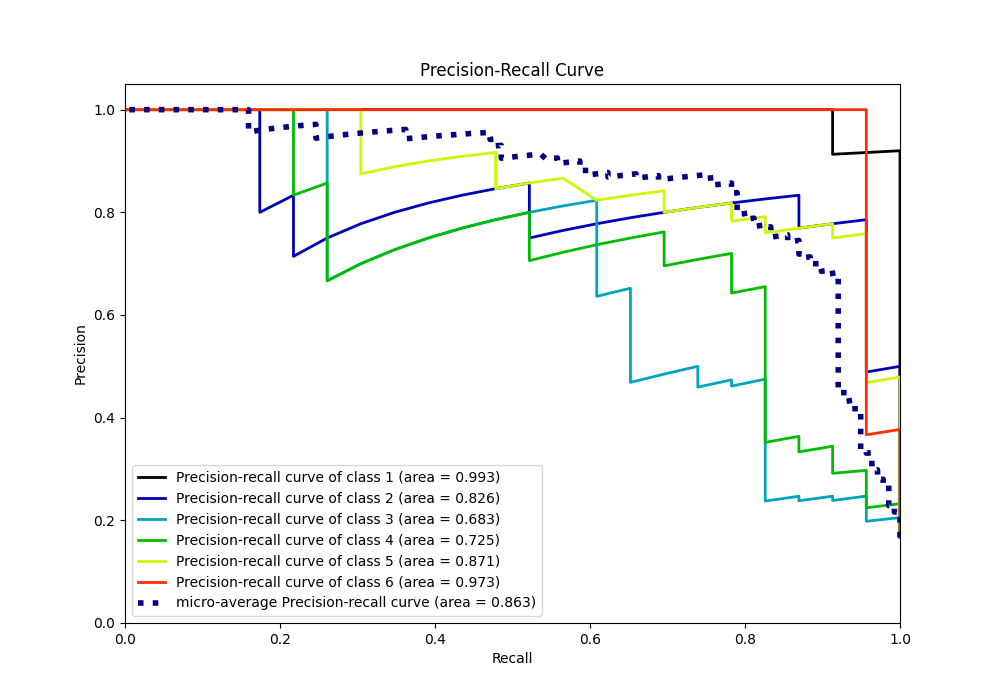 Precision-Recall Curve
1.0
0.8
0.6
0.4
0.2
0.0
Precision
Precision-recall curve of class 1 (area = 0.993)
Precision-recall curve of class 2 (area = 0.826)
Precision-recall curve of class 3 (area = 0.683)
Precision-recall curve of class 4 (area = 0.725)
Precision-recall curve of class 5 (area = 0.871)
Precision-recall curve of class 6 (area = 0.973)
micro-average Precision-recall curve (area = 0.863)
0.0 0.2 0.4 0.6 0.8 1.0
Recall